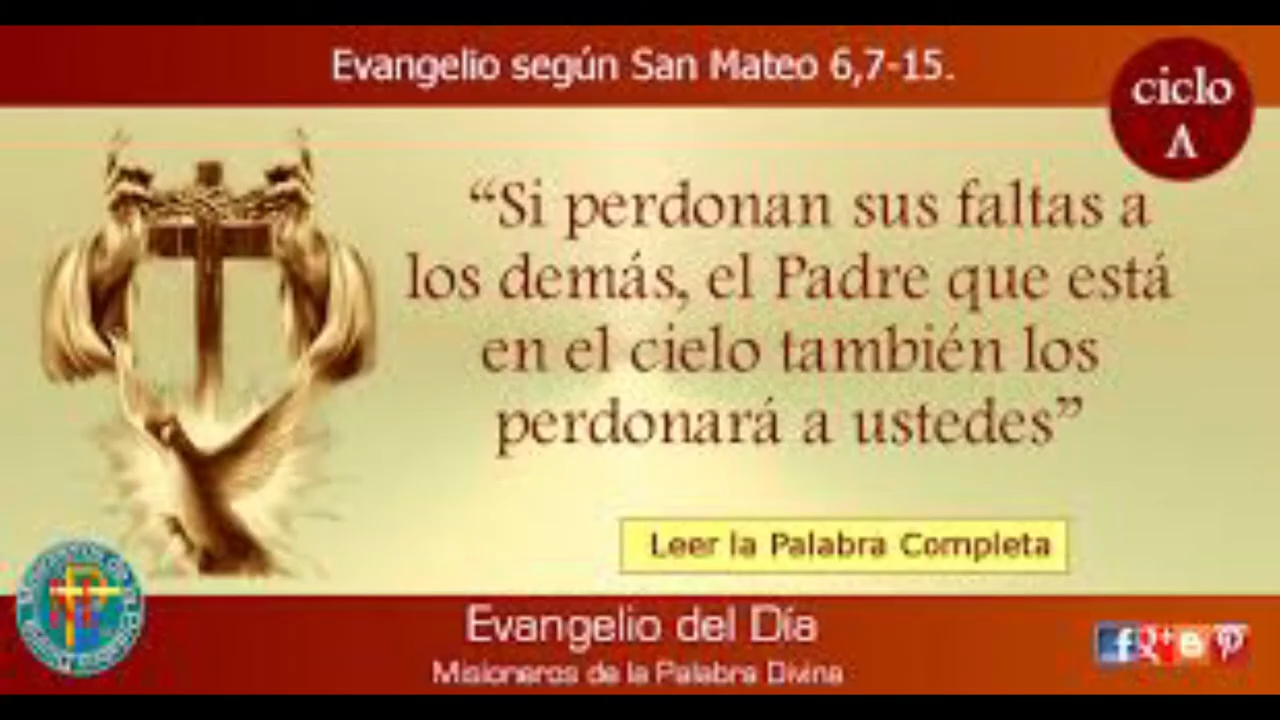 Evangelio según San Mateo 6,7-15.
ciclo
A
“Si perdonan sus faltas a
los demás, el Padre que está
en el cielo también los
perdonará a ustedes”
Leer la Palabra Completa
Evangelio del Día
Misioneros de la Palabra Divina